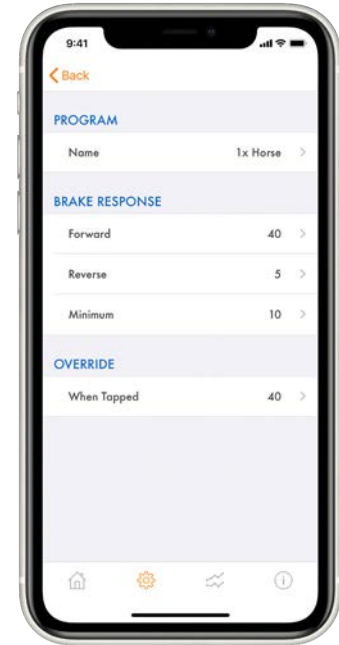 9:41
Back
PROGRAM
Name 1x Horse
BRAKE RESPONSE
Forward 40
Reverse 5
Minimum 10
OVERRIDE
When Tapped 40